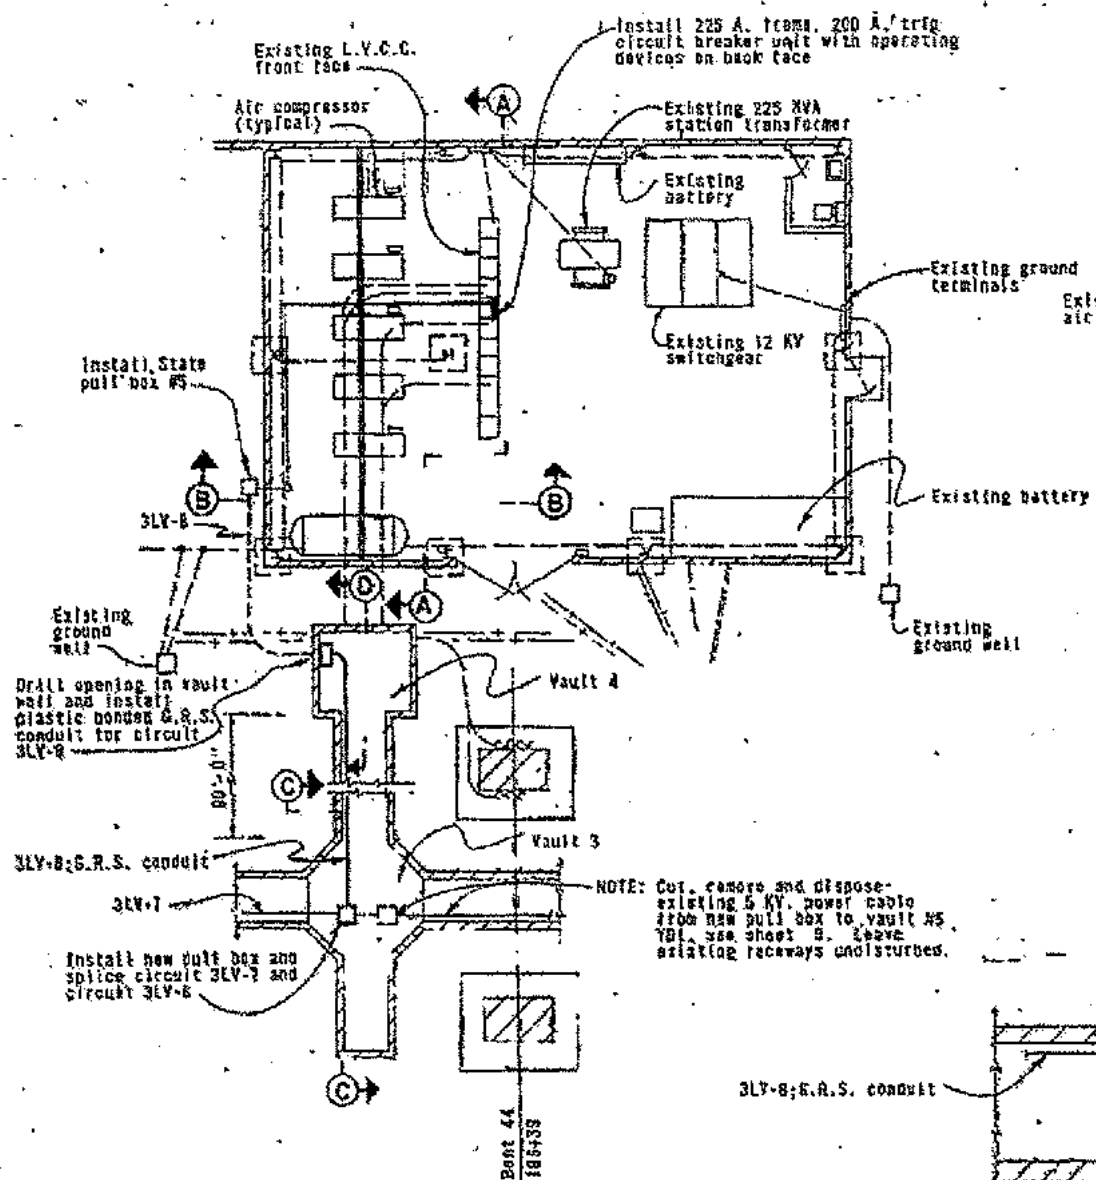 Install 225 A. frame, 200 A. trip
circuit breaker unit with operating
devices on back face
Existing L.V.C.C.
front face
Air compressor
(typical)
A
Existing 225 KVA
station transformer
Existing
battery
Existing ground
terminals
Existing 12 KV
switchgear
air
Install State
pull box #5
B
B
3LV-8
Existing battery
D
A
Existing
ground
well
Existing
ground well
Drill opening in vault
wall and install
plastic bonded G.R.S.
conduit for circuit
3LV-8
Vault 4
C
Vault 3
3LV-8; G.R.S. conduit
3LV-7
NOTE: Cut, remove and dispose
existing 5 KV. power cable
from new pull box to vault #5
YBI, see sheet 9. Leave
existing raceways undisturbed.
Install new pull box and
splice circuit 3LV-7 and
circuit 3LV-8
C
3LV-8; G.R.S. conduit
Bent 44